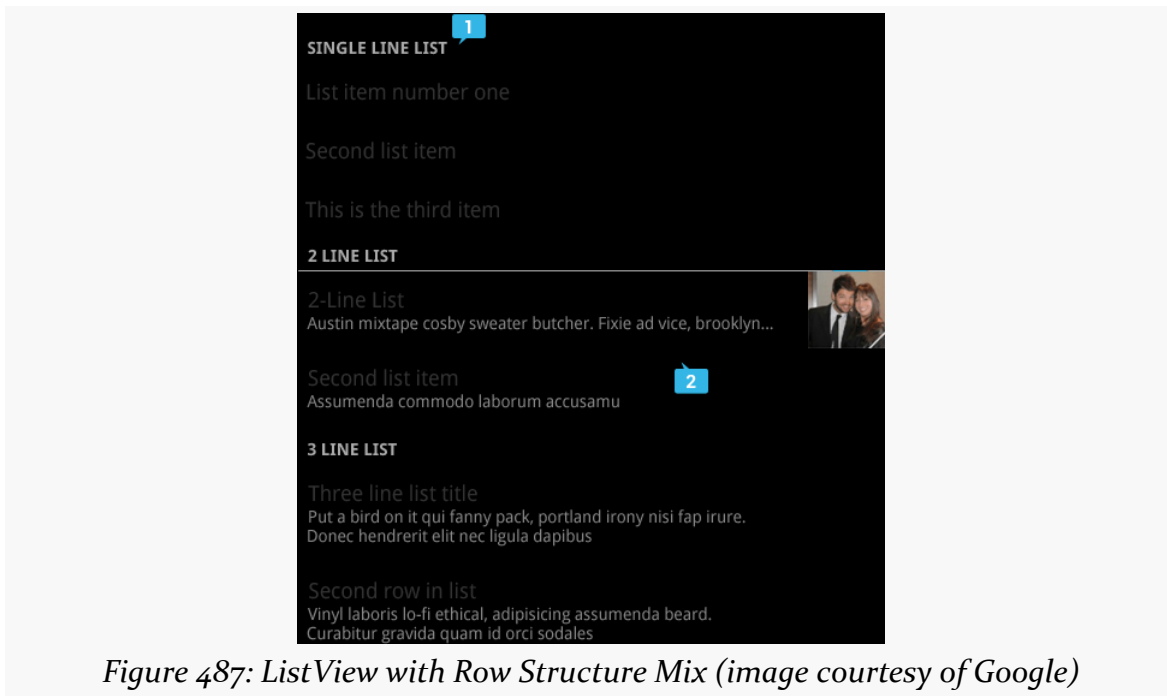 1
SINGLE LINE LIST
List item number one
Second list item
This is the third item
2 LINE LIST
2-Line List
Austin mixtape cosby sweater butcher. Fixie ad vice, brooklyn...
Second list item
2
Assumenda commodo laborum accusamu
3 LINE LIST
Three line list title
Put a bird on it qui fanny pack, portland irony nisi fap irure.
Donec hendrerit elit nec ligula dapibus
Second row in list
Vinyl laboris lo-fi ethical, adipisicing assumenda beard.
Curabitur gravida quam id orci sodales
Figure 487: ListView with Row Structure Mix (image courtesy of Google)